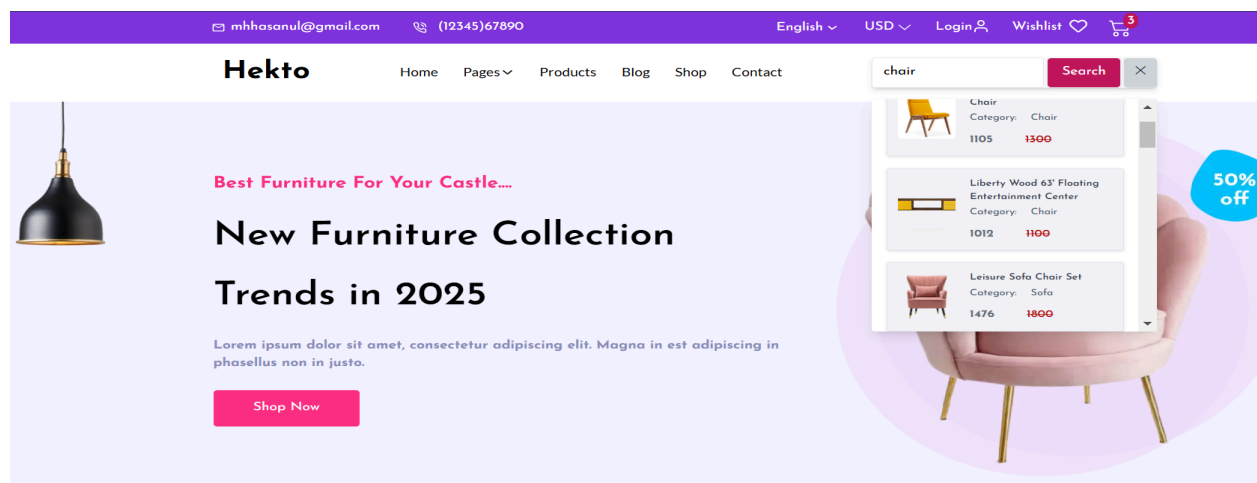 mhhasanul@gmail.com (12345)67890 English USD Login Wishlist 3
Hekto Home Pages Products Blog Shop Contact chair Search
Chair
Category: Chair
1105 1300
Liberty Wood 63' Floating
Entertainment Center
Category: Chair
1012 1100
Leisure Sofa Chair Set
Category: Sofa
1476 1800
50%
off
Best Furniture For Your Castle....
New Furniture Collection
Trends in 2025
Lorem ipsum dolor sit amet, consectetur adipiscing elit. Magna in est adipiscing in
phasellus non in justo.
Shop Now